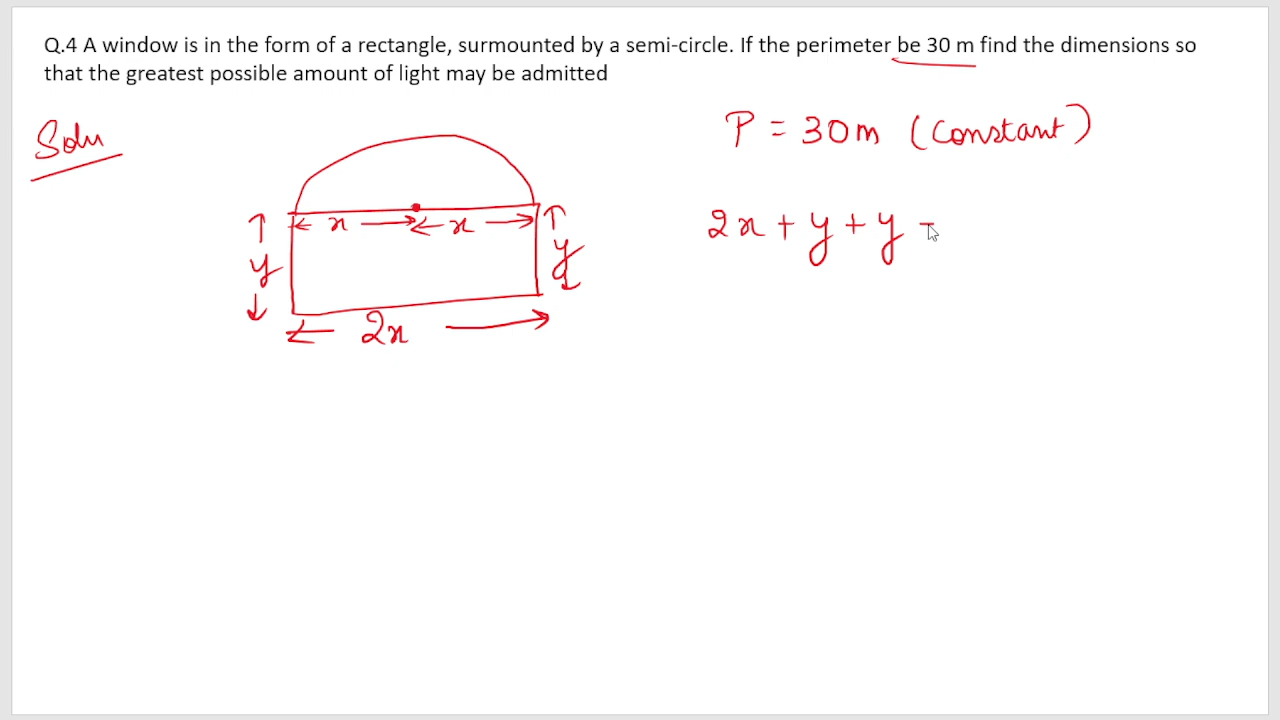 Q.4 A window is in the form of a rectangle, surmounted by a semi-circle. If the perimeter be 30 m find the dimensions so
that the greatest possible amount of light may be admitted
Soln
P = 30m (Constant)
x x
y y
2x + y + y -
2x